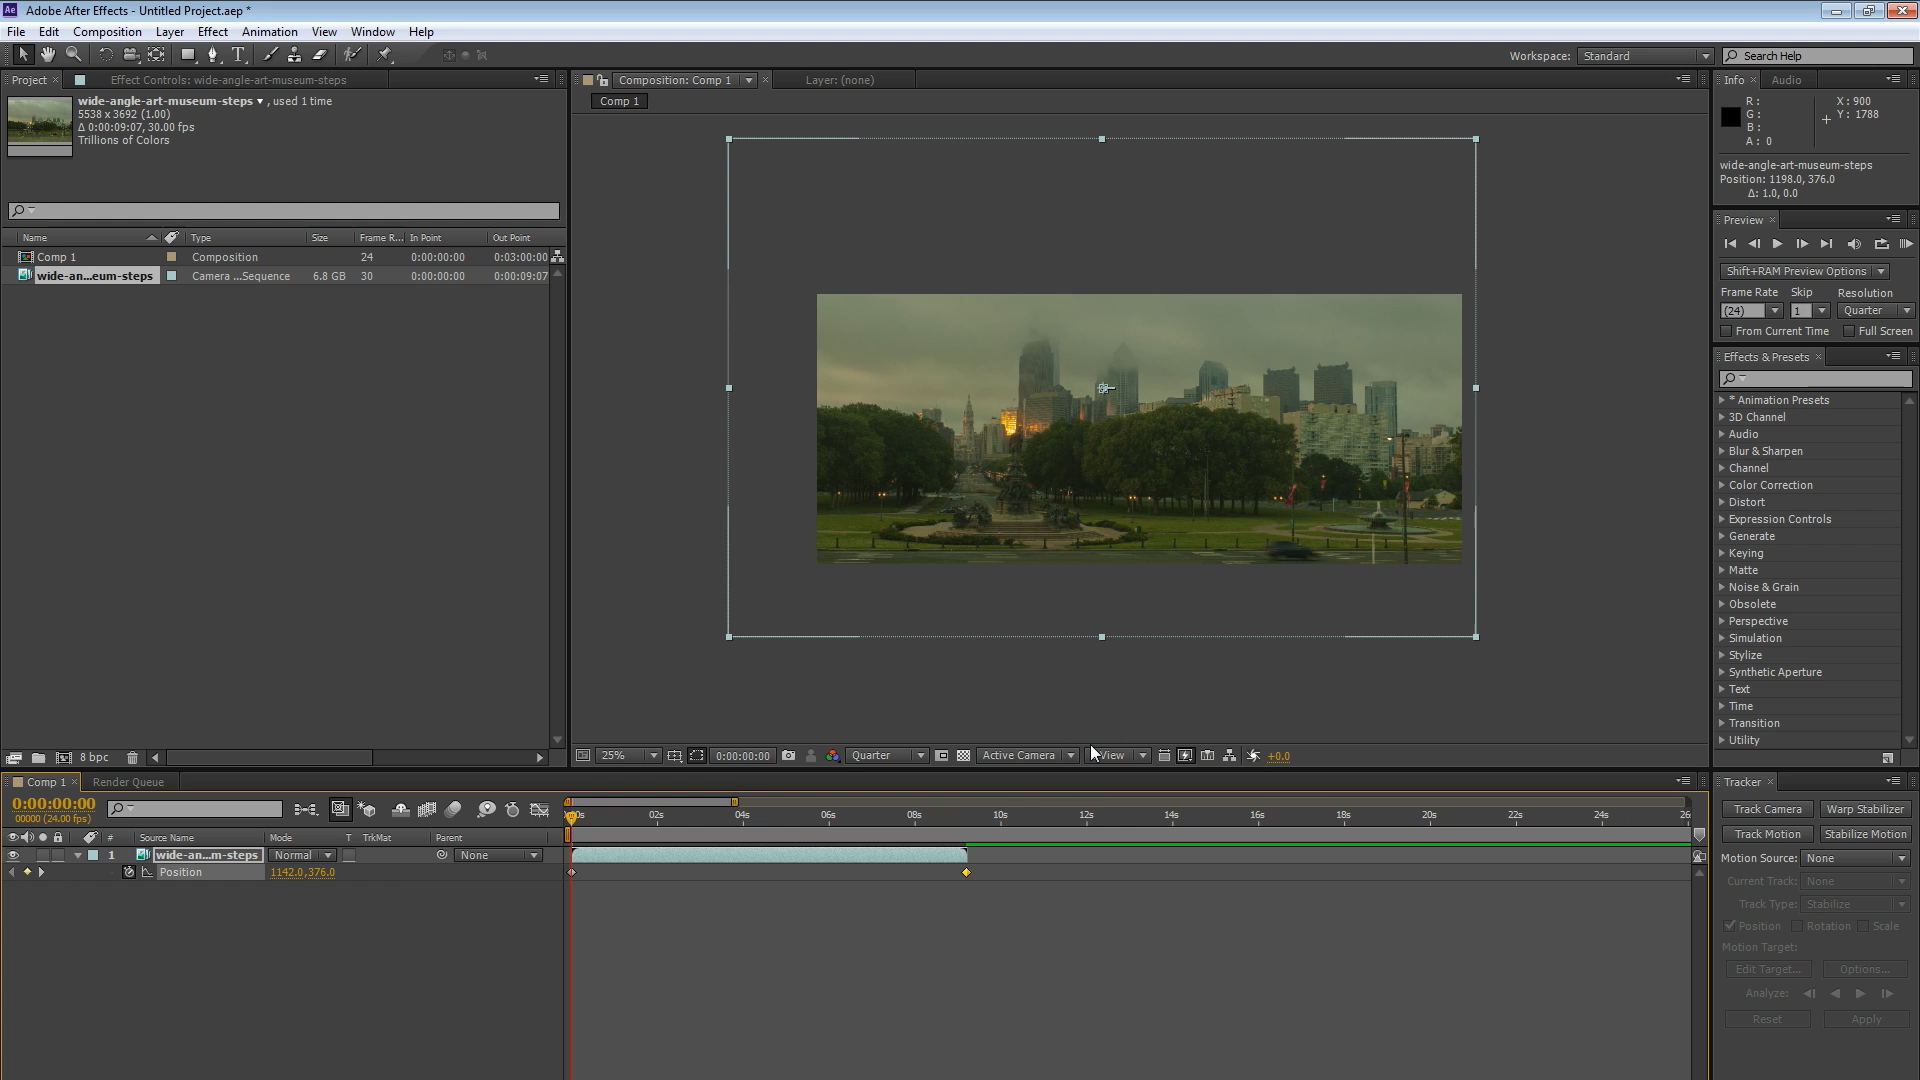 Adobe After Effects - Untitled Project.aep *
File Edit Composition Layer Effect Animation View Window Help
Workspace: Standard Search Help
Project Effect Controls: wide-angle-art-museum-steps
wide-angle-art-museum-steps , used 1 time
5538 x 3692 (1.00)
Δ 0:00:09:07, 30.00 fps
Trillions of Colors
Name Type Size Frame R... In Point Out Point
Comp 1 Composition 24 0:00:00:00 0:03:00:00
wide-an...eum-steps Camera ...Sequence 6.8 GB 30 0:00:00:00 0:00:09:07
8 bpc
Composition: Comp 1 Layer: (none)
Comp 1
25% 0:00:00:00 Quarter Active Camera View +0.0
Info Audio
R: X: 900
G: Y: 1788
B:
A: 0
wide-angle-art-museum-steps
Position: 1198.0, 376.0
Δ: 1.0, 0.0
Preview
Shift+RAM Preview Options
Frame Rate Skip Resolution
(24) 1 Quarter
From Current Time Full Screen
Effects & Presets
* Animation Presets
3D Channel
Audio
Blur & Sharpen
Channel
Color Correction
Distort
Expression Controls
Generate
Keying
Matte
Noise & Grain
Obsolete
Perspective
Simulation
Stylize
Synthetic Aperture
Text
Time
Transition
Utility
Comp 1 Render Queue
0:00:00:00
00000 (24.00 fps)
# Source Name Mode T TrkMat Parent
02s 04s 06s 08s 10s 12s 14s 16s 18s 20s 22s 24s 26
1 wide-an...m-steps Normal None
Position 1142.0,376.0
Tracker
Track Camera Warp Stabilizer
Track Motion Stabilize Motion
Motion Source: None
Current Track: None
Track Type: Stabilize
Position Rotation Scale
Motion Target:
Edit Target... Options...
Analyze:
Reset Apply